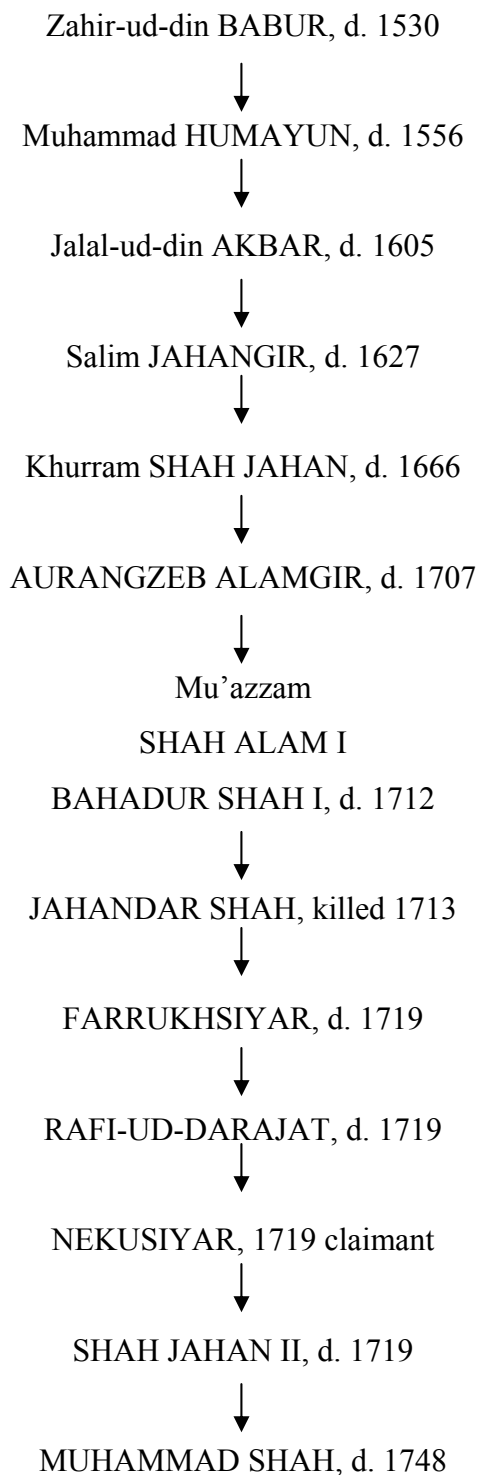 Zahir-ud-din BABUR, d. 1530
Muhammad HUMAYUN, d. 1556
Jalal-ud-din AKBAR, d. 1605
Salim JAHANGIR, d. 1627
Khurram SHAH JAHAN, d. 1666
AURANGZEB ALAMGIR, d. 1707
Mu’azzam
SHAH ALAM I
BAHADUR SHAH I, d. 1712
JAHANDAR SHAH, killed 1713
FARRUKHSIYAR, d. 1719
RAFI-UD-DARAJAT, d. 1719
NEKUSIYAR, 1719 claimant
SHAH JAHAN II, d. 1719
MUHAMMAD SHAH, d. 1748